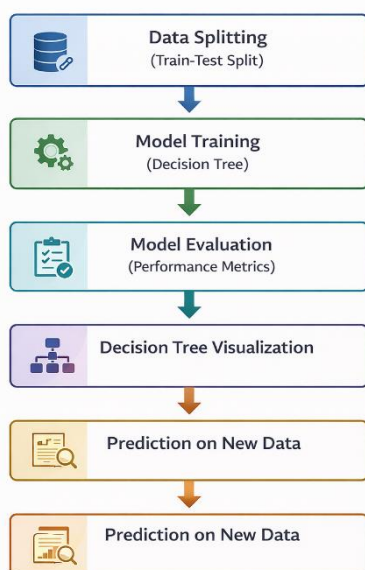 Data Splitting
(Train-Test Split)
Model Training
(Decision Tree)
Model Evaluation
(Performance Metrics)
Decision Tree Visualization
Prediction on New Data
Prediction on New Data